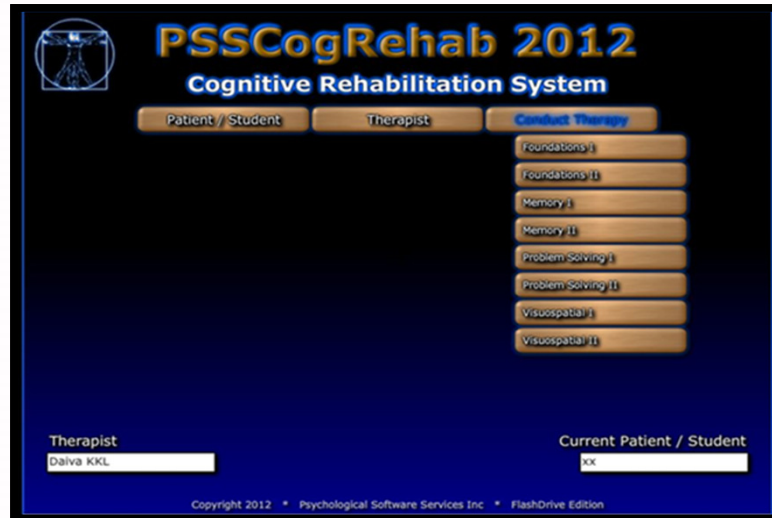 PSSCogRehab 2012
Cognitive Rehabilitation System
Patient / Student Therapist Conduct Therapy
Foundations I
Foundations II
Memory I
Memory II
Problem Solving I
Problem Solving II
Visuospatial I
Visuospatial II
Therapist Current Patient / Student
Daiva KKL xx
Copyright 2012 * Psychological Software Services Inc * FlashDrive Edition